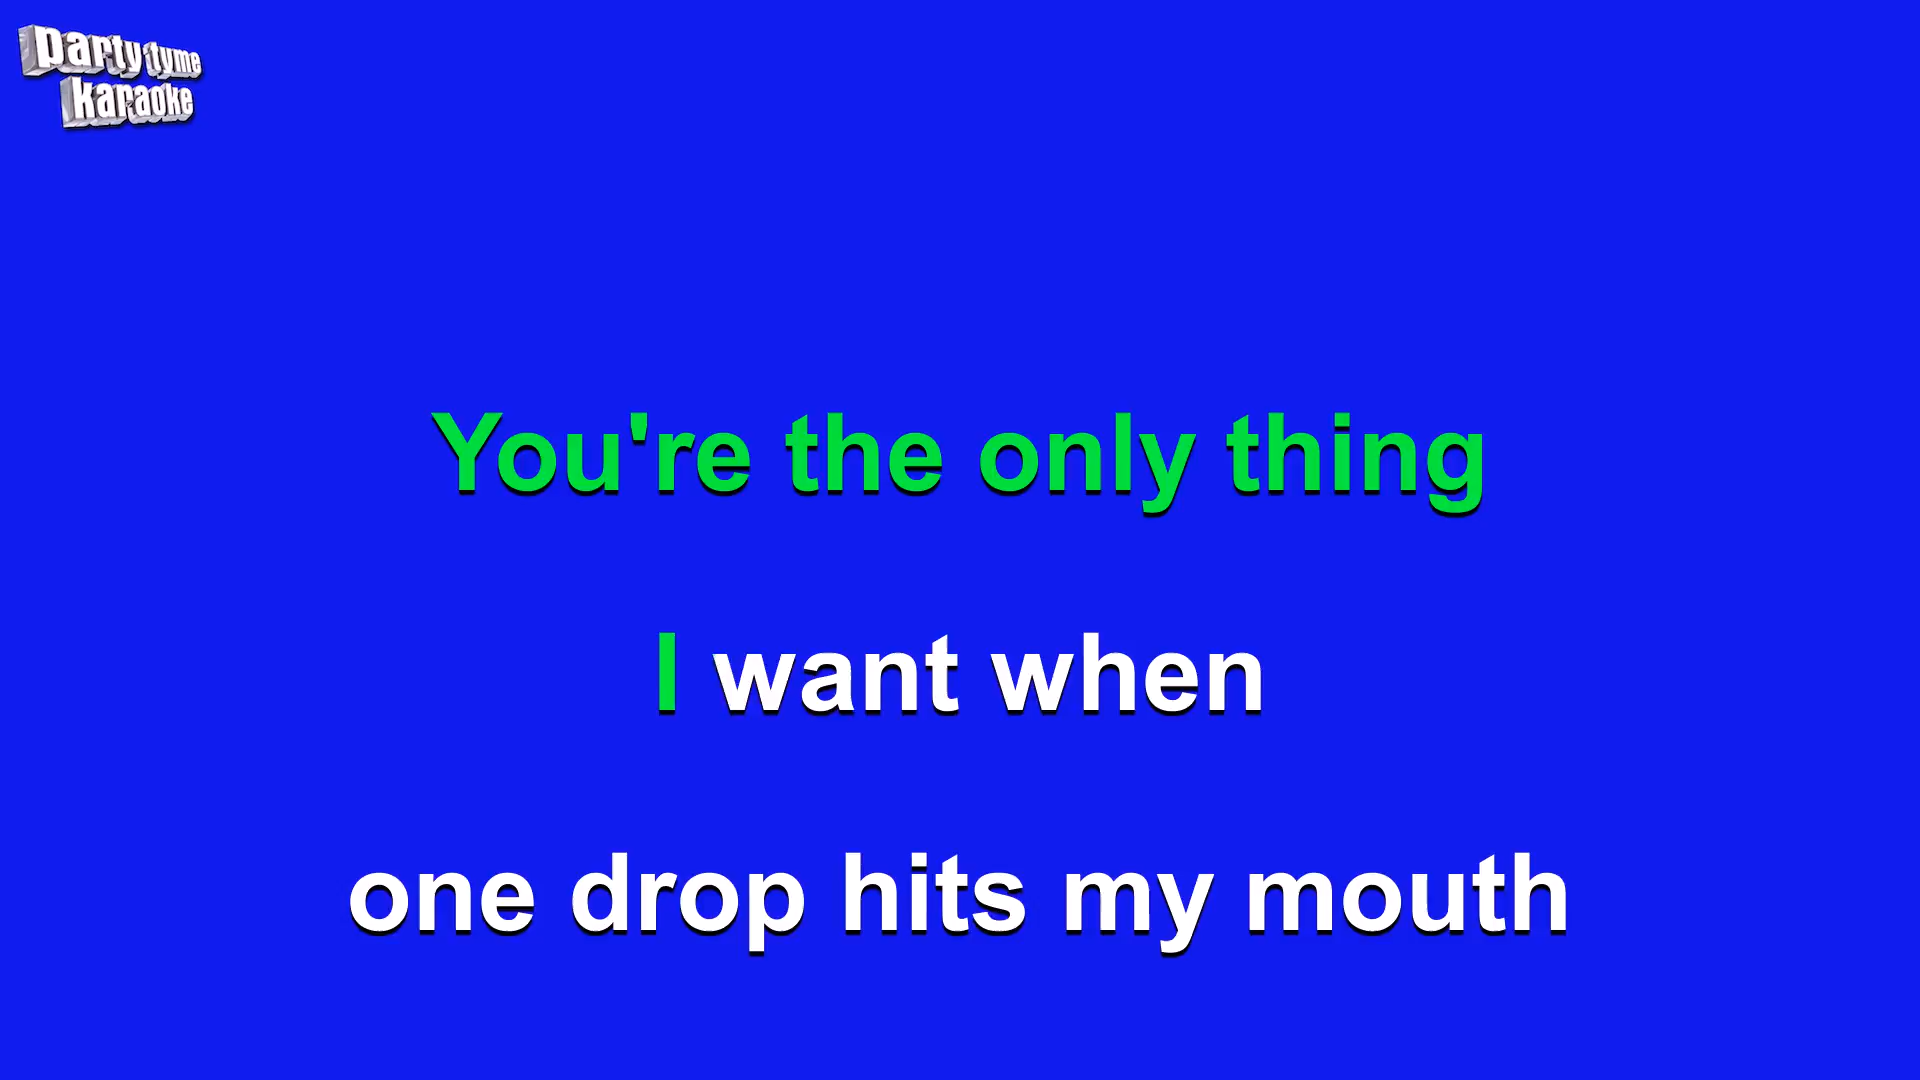 party tyme
karaoke
You're the only thing
I want when
one drop hits my mouth